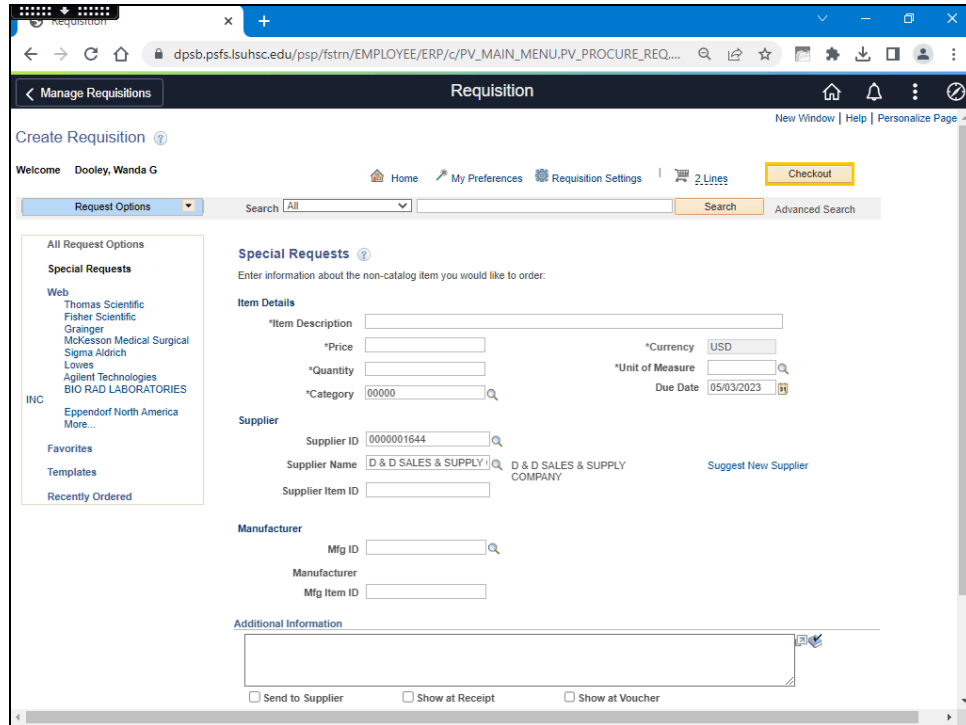 Requisition
dpsb.psfs.lsuhsc.edu/psp/fstrn/EMPLOYEE/ERP/c/PV_MAIN_MENU.PV_PROCURE_REQ....
Manage Requisitions
Requisition
New Window | Help | Personalize Page
Create Requisition
Welcome Dooley, Wanda G
Home My Preferences Requisition Settings | 2 Lines Checkout
Request Options Search All Search Advanced Search
All Request Options
Special Requests
Web
Thomas Scientific
Fisher Scientific
Grainger
McKesson Medical Surgical
Sigma Aldrich
Lowes
Agilent Technologies
BIO RAD LABORATORIES
INC
Eppendorf North America
More...
Favorites
Templates
Recently Ordered
Special Requests
Enter information about the non-catalog item you would like to order:
Item Details
*Item Description
*Price *Currency USD
*Quantity *Unit of Measure
*Category 00000 Due Date 05/03/2023
Supplier
Supplier ID 0000001644
Supplier Name D & D SALES & SUPPLY D & D SALES & SUPPLY Suggest New Supplier
COMPANY
Supplier Item ID
Manufacturer
Mfg ID
Manufacturer
Mfg Item ID
Additional Information
Send to Supplier Show at Receipt Show at Voucher